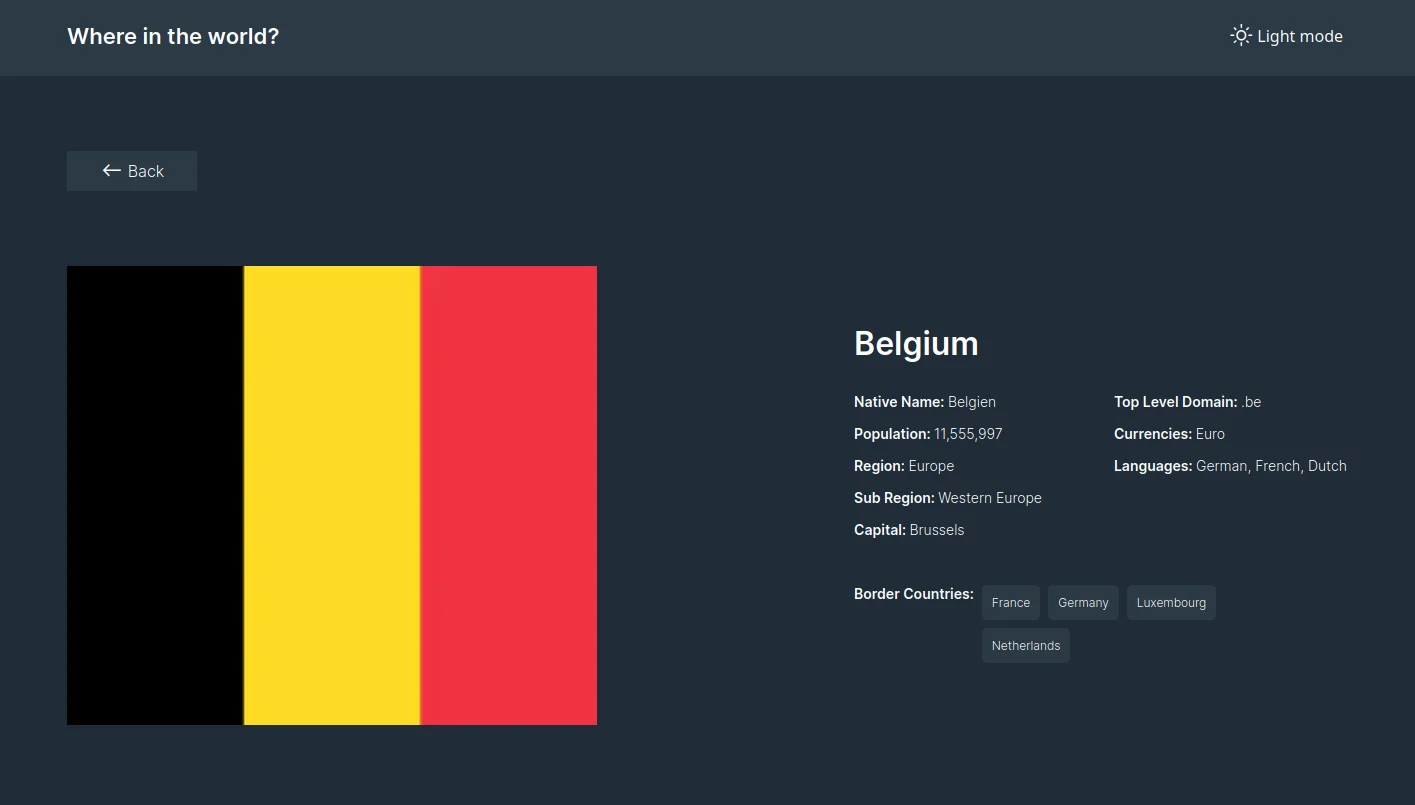 Where in the world?
Light mode
Back
Belgium
Native Name: Belgien
Population: 11,555,997
Region: Europe
Sub Region: Western Europe
Capital: Brussels
Top Level Domain: .be
Currencies: Euro
Languages: German, French, Dutch
Border Countries: France Germany Luxembourg
Netherlands